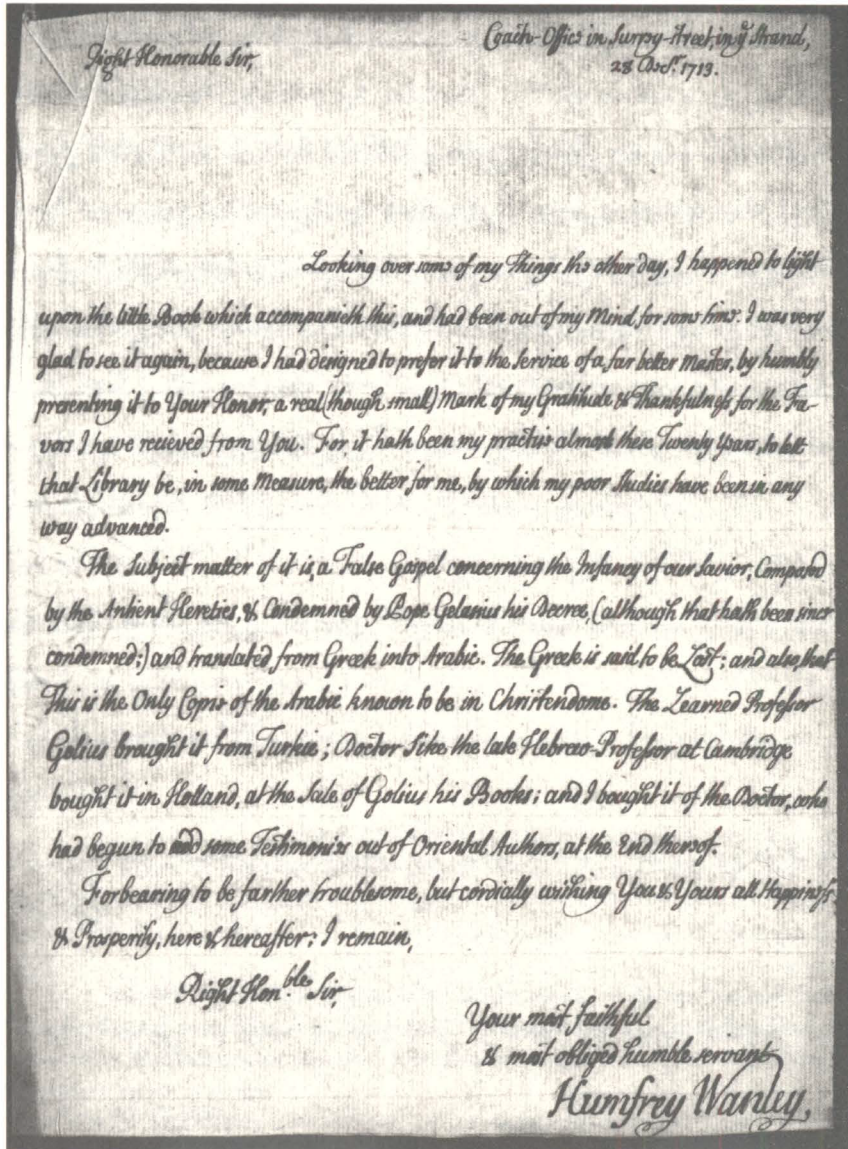 Coach-Office in Surry-street, in yͤ Strand,
Right Honorable Sir,
28 Decr. 1713.
Looking over some of my Things the other day, I happened to light
upon the little Book which accompanieth this, and had been out of my Mind for some time. I was very
glad to see it again, because I had designed to prefer it to the Service of a far better Master, by humbly
presenting it to Your Honor, a real (though small) Mark of my Gratitude & Thankfulness for the Fa-
vors I have recieved from You. For, it hath been my practise almost these Twenty Years, to lett
that Library be, in some Measure, the better for me, by which my poor Studies have been in any
way advanced.
The Subject matter of it is, a False Gospel concerning the Infancy of our Savior, Composed
by the Antient Heretics, & Condemned by Pope Gelasius his Decree, (although that hath been since
condemned;) and translated from Greek into Arabic. The Greek is said to be Lost; and also, that
This is the Only Copie of the Arabic known to be in Christendome. The Learned Professor
Golius brought it from Turkie; Doctor Sike the late Hebrew-Professor at Cambridge
bought it in Holland, at the Sale of Golius his Books; and I bought it of the Doctor, who
had begun to add some Testimonies out of Oriental Authors, at the End thereof.
Forbearing to be farther troublesome, but cordially wishing You & Yours all Happiness
& Prosperity, here & hereafter; I remain,
Right Hon.ble Sir,
Your most faithful
& most obliged humble servant
Humfrey Wanley.